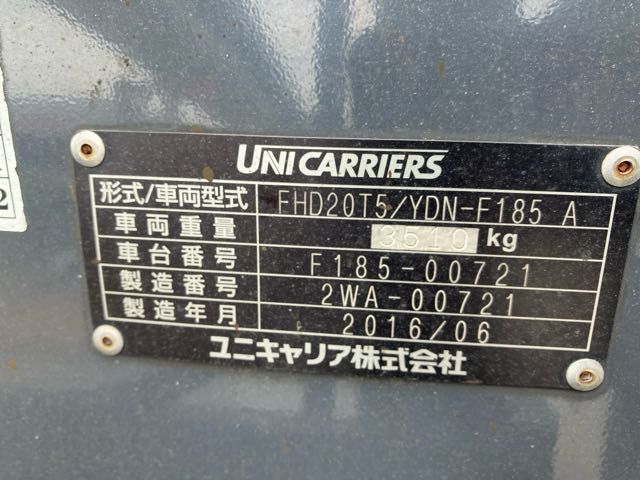 UNICARRIERS
形式/車両型式 FHD20T5/YDN-F185 A
車両重量 3510 kg
車台番号 F185-00721
製造番号 2WA-00721
製造年月 2016/06
ユニキャリア株式会社
2